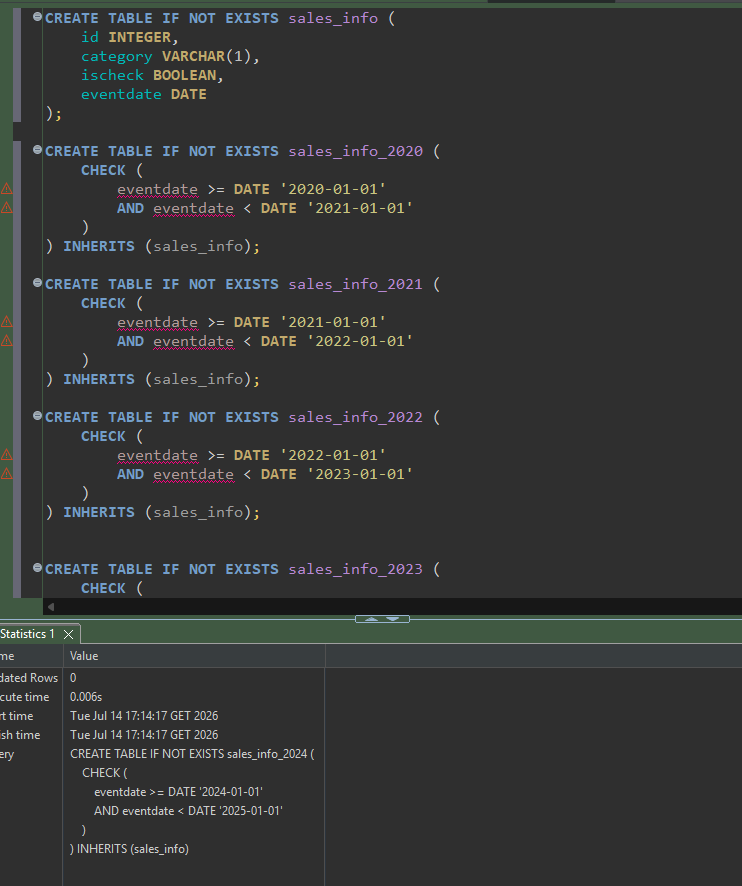 CREATE TABLE IF NOT EXISTS sales_info (
    id INTEGER,
    category VARCHAR(1),
    ischeck BOOLEAN,
    eventdate DATE
);
CREATE TABLE IF NOT EXISTS sales_info_2020 (
    CHECK (
        eventdate >= DATE '2020-01-01'
        AND eventdate < DATE '2021-01-01'
    )
) INHERITS (sales_info);
CREATE TABLE IF NOT EXISTS sales_info_2021 (
    CHECK (
        eventdate >= DATE '2021-01-01'
        AND eventdate < DATE '2022-01-01'
    )
) INHERITS (sales_info);
CREATE TABLE IF NOT EXISTS sales_info_2022 (
    CHECK (
        eventdate >= DATE '2022-01-01'
        AND eventdate < DATE '2023-01-01'
    )
) INHERITS (sales_info);
CREATE TABLE IF NOT EXISTS sales_info_2023 (
    CHECK (
Statistics 1
me Value
dated Rows 0
cute time 0.006s
rt time Tue Jul 14 17:14:17 GET 2026
ish time Tue Jul 14 17:14:17 GET 2026
ery CREATE TABLE IF NOT EXISTS sales_info_2024 (
    CHECK (
        eventdate >= DATE '2024-01-01'
        AND eventdate < DATE '2025-01-01'
    )
) INHERITS (sales_info)